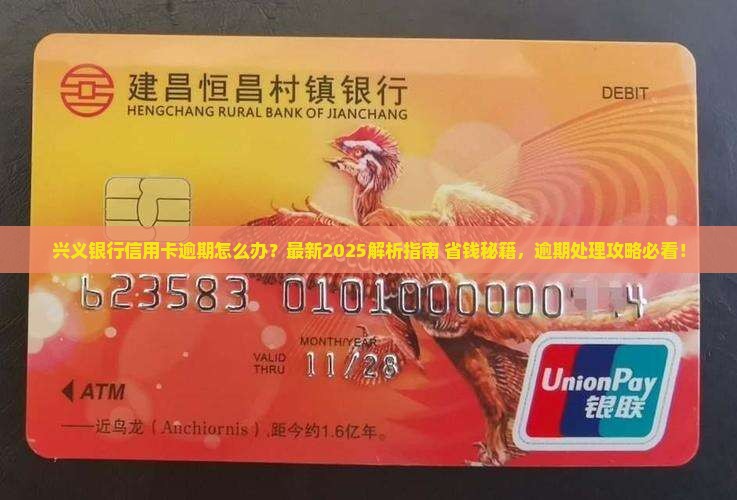 建昌恒昌村镇银行
HENGCHANG RURAL BANK OF JIANCHANG
DEBIT
兴义银行信用卡逾期怎么办？最新2025解析指南 省钱秘籍，逾期处理攻略必看！
623583 0101000000 4
MONTH/YEAR
VALID THRU 11/28
ATM
UnionPay
银联
——近鸟龙（Anchiornis）,距今约1.6亿年。